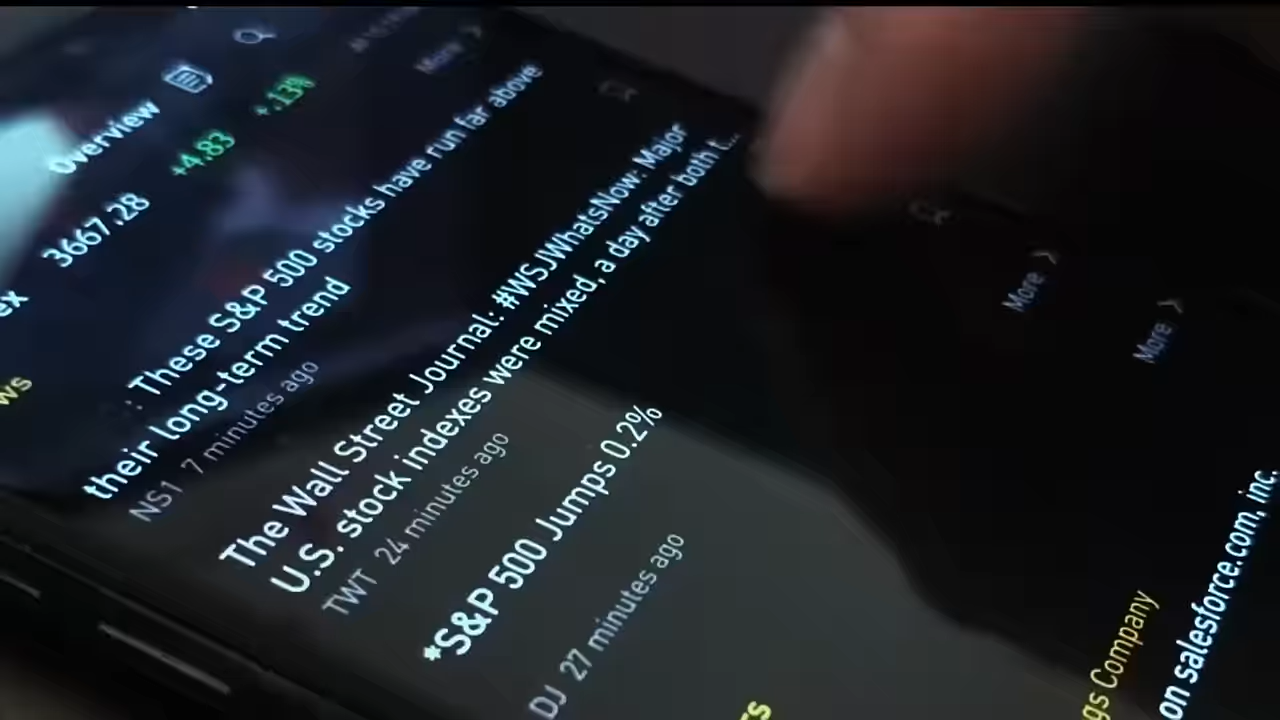 Overview
More
3667.28 +4.83 +.13%
: These S&P 500 stocks have run far above
their long-term trend
NS1 7 minutes ago
The Wall Street Journal: #WSJWhatsNow: Major
U.S. stock indexes were mixed, a day after both t...
TWT 24 minutes ago
*S&P 500 Jumps 0.2%
DJ 27 minutes ago
More
More
gs Company
on salesforce.com, inc.